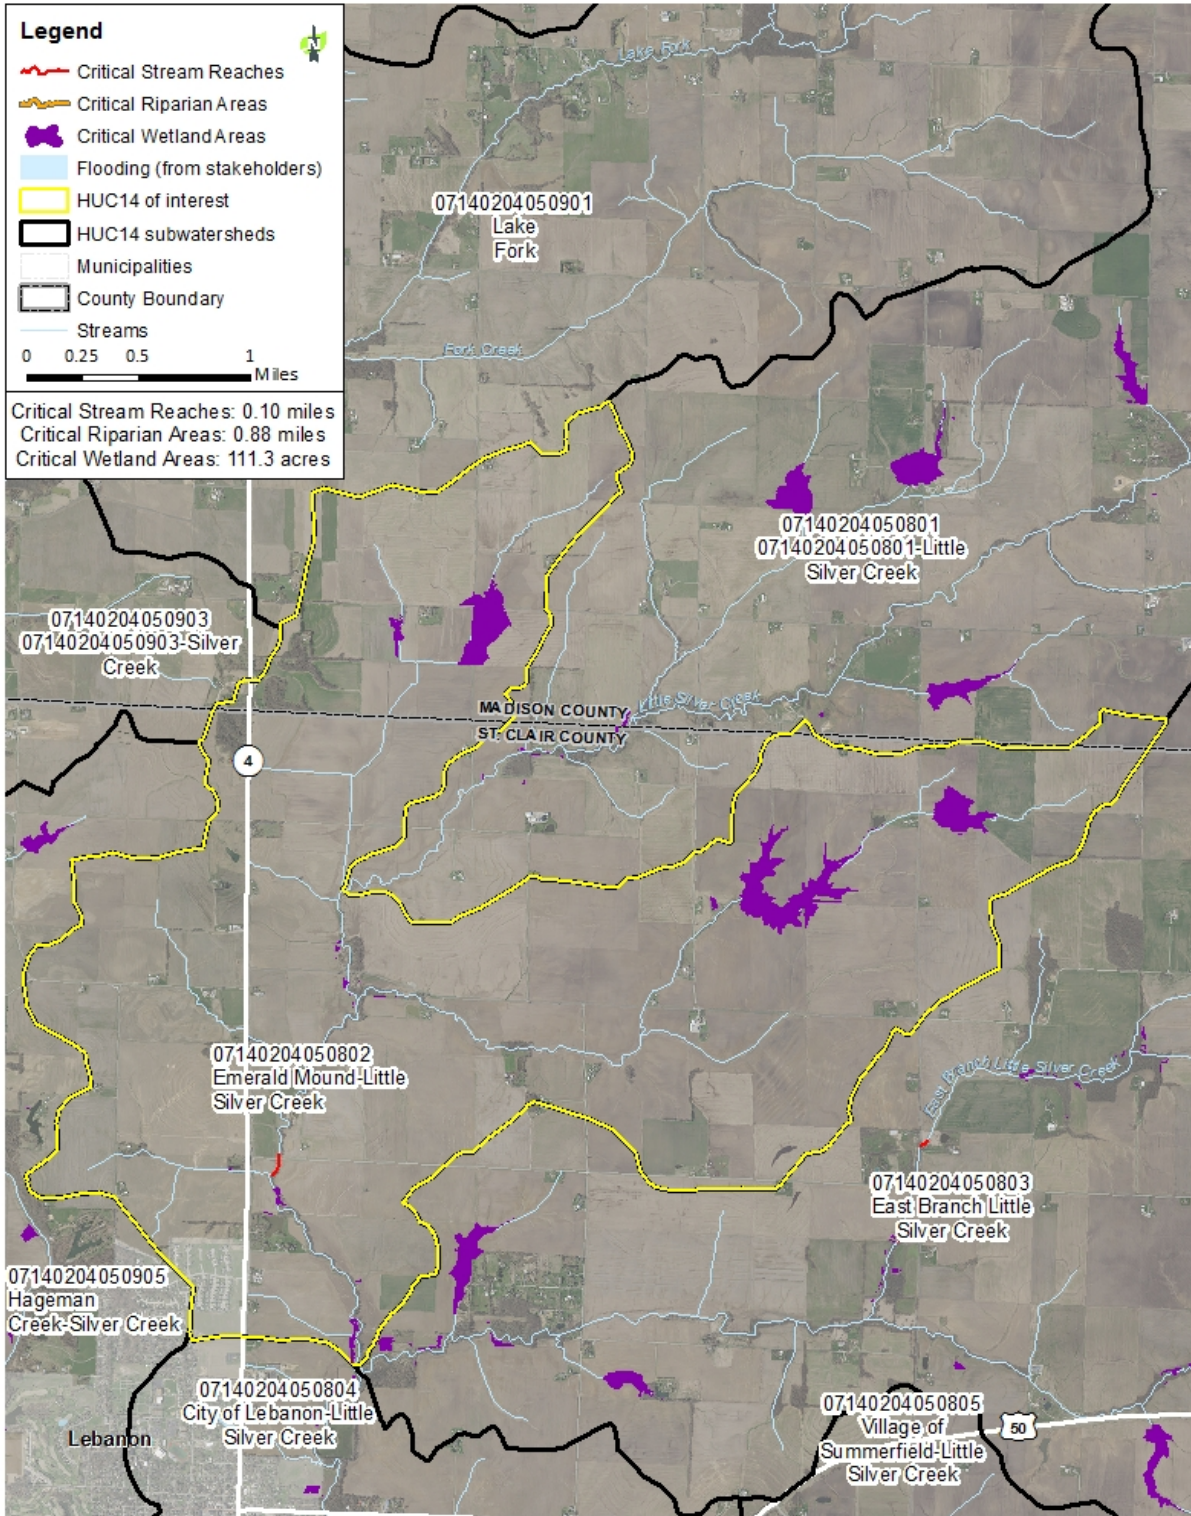 Legend
N
Critical Stream Reaches
Critical Riparian Areas
Critical Wetland Areas
Flooding (from stakeholders)
HUC14 of interest
HUC14 subwatersheds
Municipalities
County Boundary
Streams
0 0.25 0.5 1
Miles
Critical Stream Reaches: 0.10 miles
Critical Riparian Areas: 0.88 miles
Critical Wetland Areas: 111.3 acres
Lake Fork
07140204050901
Lake
Fork
Fork Creek
07140204050801
07140204050801-Little
Silver Creek
07140204050903
07140204050903-Silver
Creek
Little Silver Creek
MADISON COUNTY
ST. CLAIR COUNTY
4
07140204050802
Emerald Mound-Little
Silver Creek
East Branch Little Silver Creek
07140204050803
East Branch Little
Silver Creek
07140204050905
Hageman
Creek-Silver Creek
07140204050804
City of Lebanon-Little
Silver Creek
Lebanon
07140204050805
Village of
Summerfield-Little
Silver Creek
50